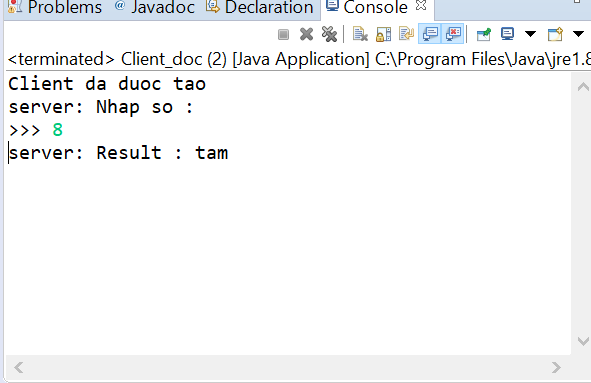 Problems @ Javadoc Declaration Console
<terminated> Client_doc (2) [Java Application] C:\Program Files\Java\jre1.8
Client da duoc tao
server: Nhap so :
>>> 8
server: Result : tam